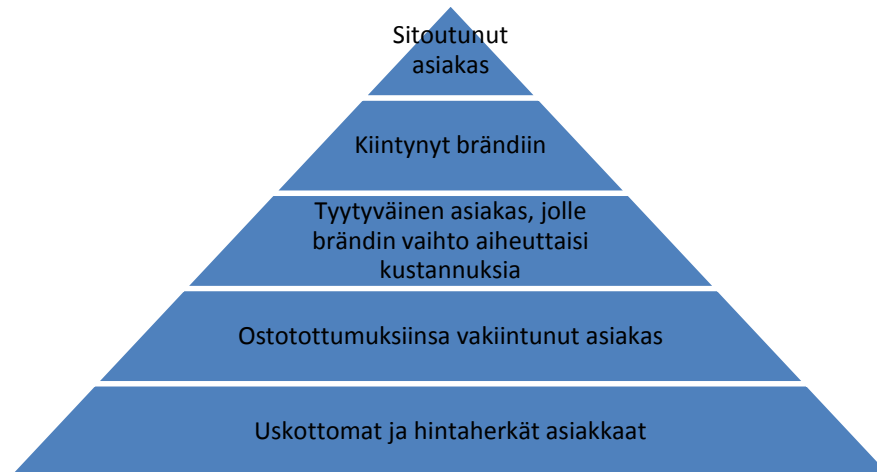 Sitoutunut
asiakas
Kiintynyt brändiin
Tyytyväinen asiakas, jolle
brändin vaihto aiheuttaisi
kustannuksia
Ostotottumuksiinsa vakiintunut asiakas
Uskottomat ja hintaherkät asiakkaat